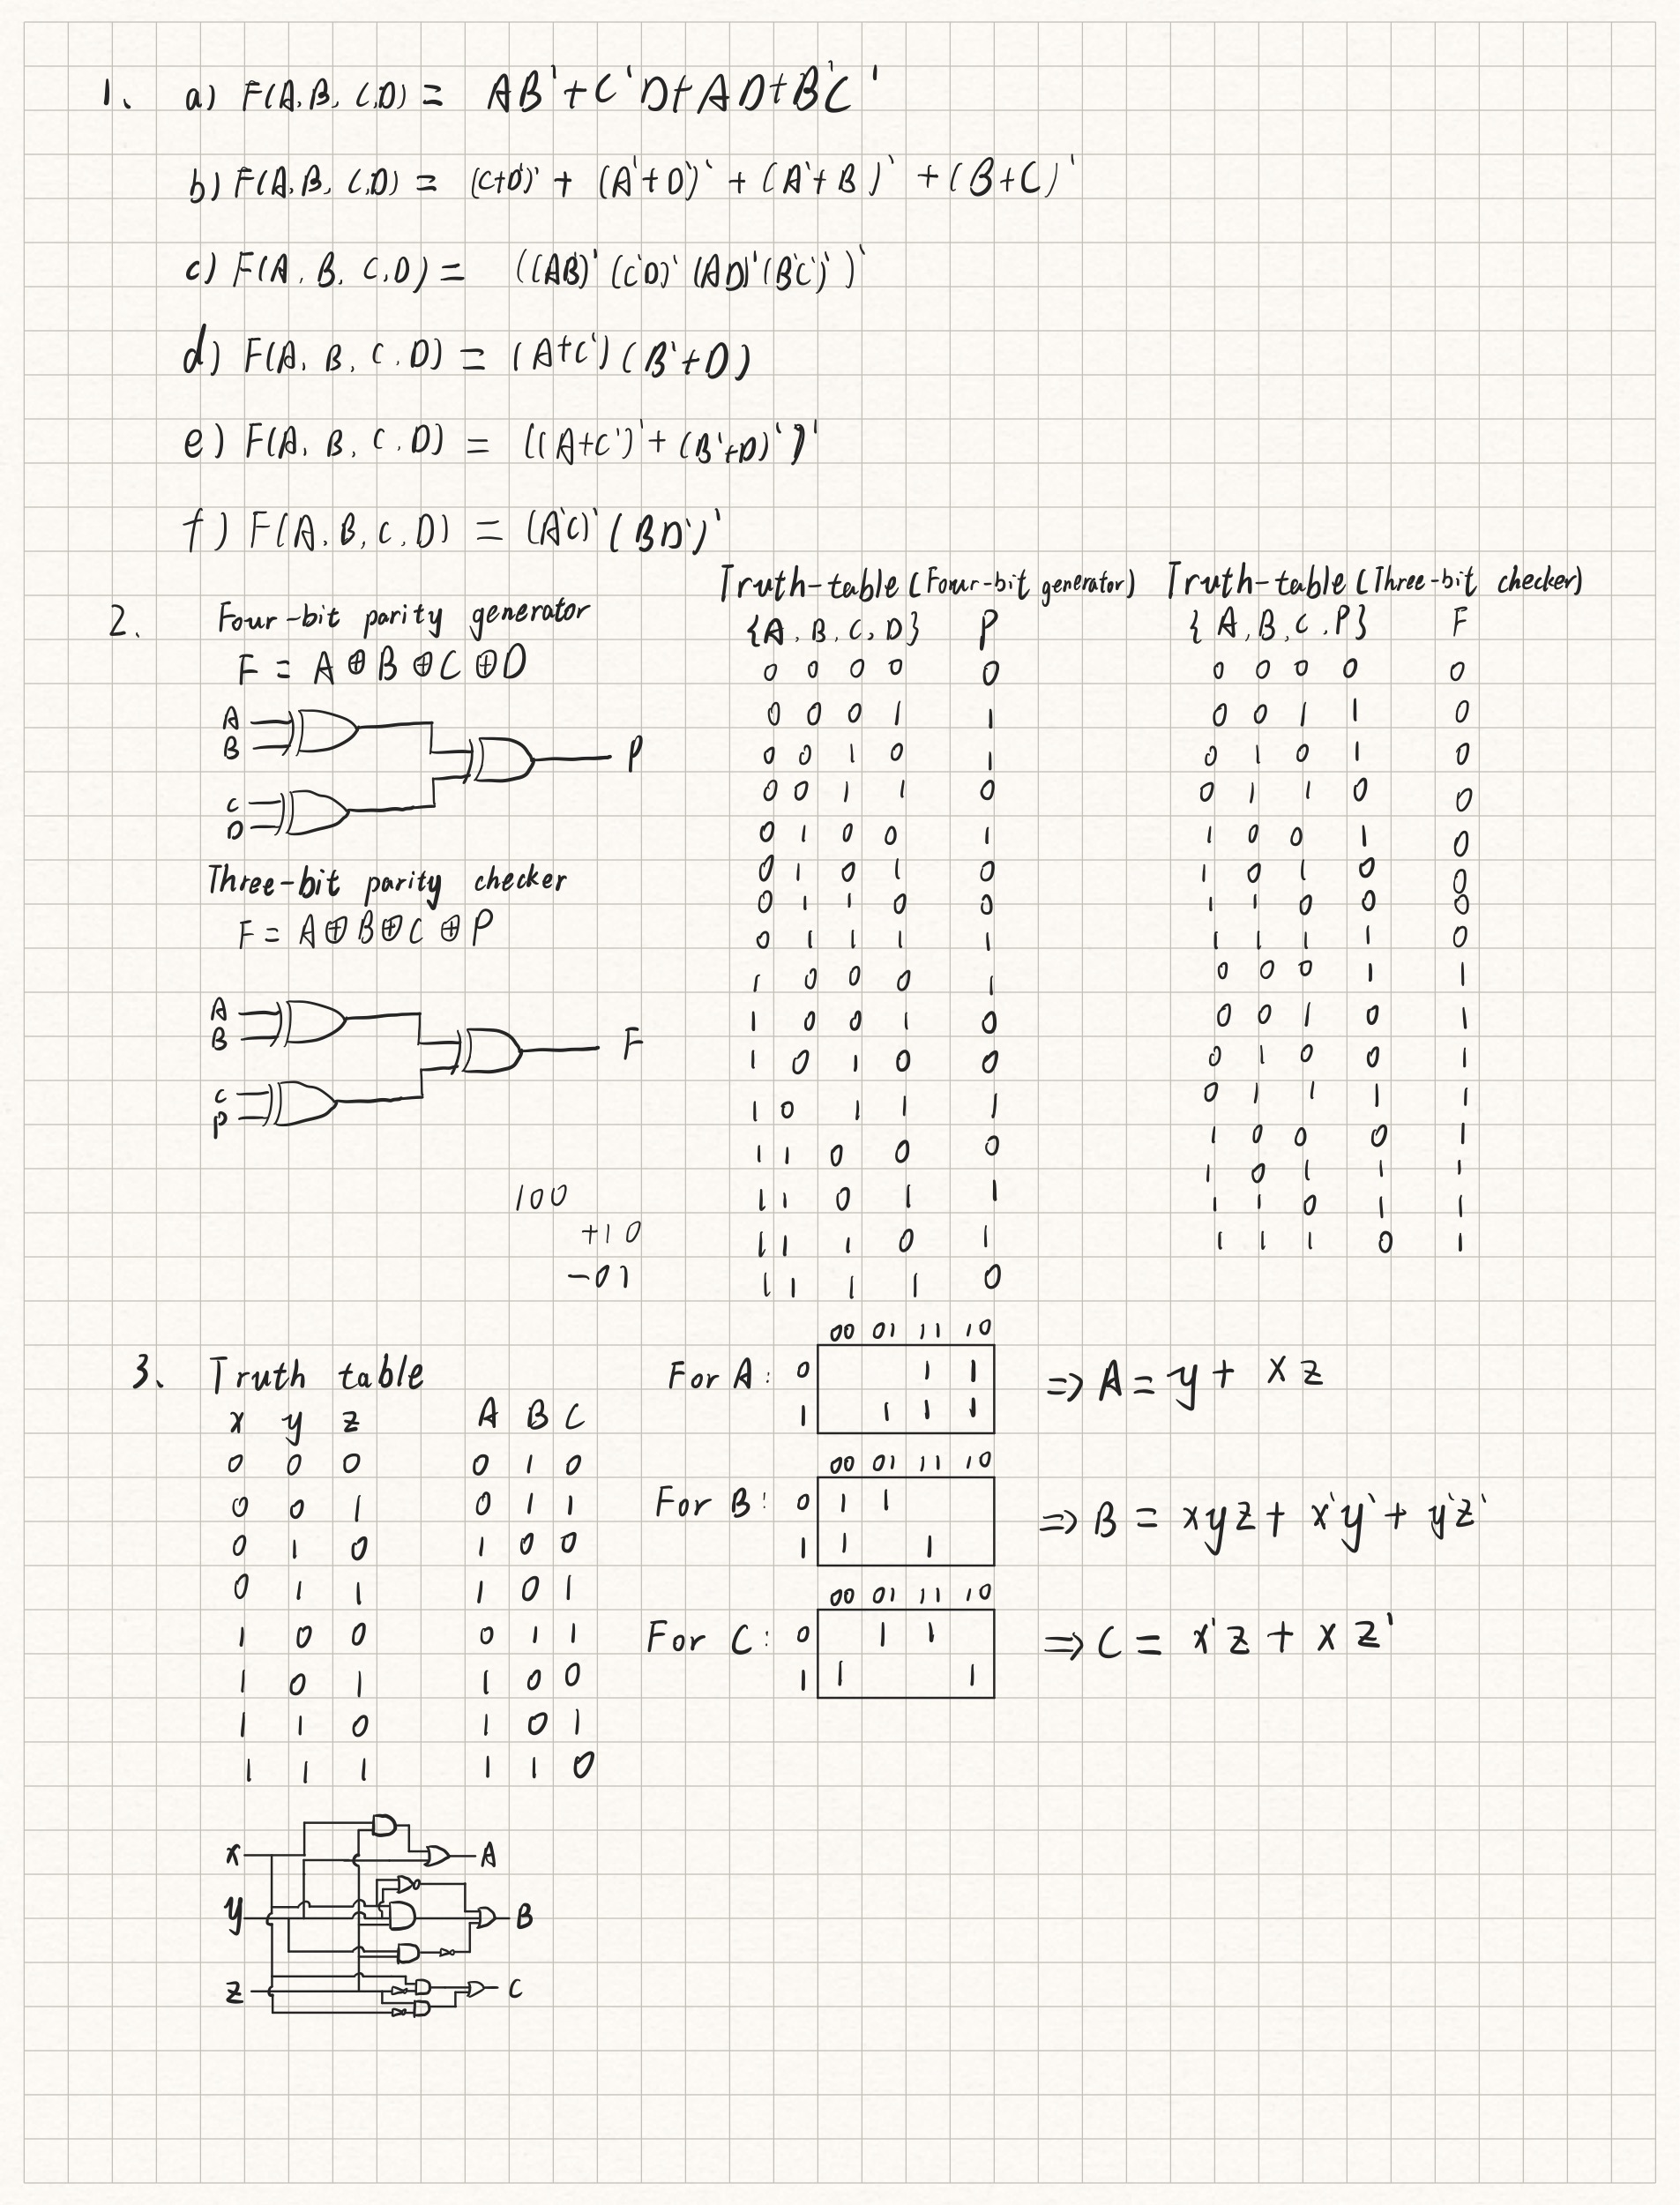 1、 a) F(A,B,C,D) = AB'+C'D+AD+B'C'
b) F(A,B,C,D) = (C+D')' + (A'+D')' + (A'+B)' + (B+C)'
c) F(A,B,C,D) = ((AB')' (C'D)' (AD)' (B'C')')'
d) F(A,B,C,D) = (A+C')(B'+D)
e) F(A,B,C,D) = ((A+C')'+(B'+D)')'
f) F(A,B,C,D) = (A'C)'(BD')'
2. Four-bit parity generator
F = A⊕B⊕C⊕D
A
B
P
C
D
Three-bit parity checker
F = A⊕B⊕C⊕P
A
B
F
C
P
100
+10
-01
Truth-table (Four-bit generator)
{A, B, C, D} P
0 0 0 0 0
0 0 0 1 1
0 0 1 0 1
0 0 1 1 0
0 1 0 0 1
0 1 0 1 0
0 1 1 0 0
0 1 1 1 1
1 0 0 0 1
1 0 0 1 0
1 0 1 0 0
1 0 1 1 1
1 1 0 0 0
1 1 0 1 1
1 1 1 0 1
1 1 1 1 0
Truth-table (Three-bit checker)
{A, B, C, P} F
0 0 0 0 0
0 0 1 1 0
0 1 0 1 0
0 1 1 0 0
1 0 0 1 0
1 0 1 0 0
1 1 0 0 0
1 1 1 1 0
0 0 0 1 1
0 0 1 0 1
0 1 0 0 1
0 1 1 1 1
1 0 0 0 1
1 0 1 1 1
1 1 0 1 1
1 1 1 0 1
3、 Truth table
x y z A B C
0 0 0 0 1 0
0 0 1 0 1 1
0 1 0 1 0 0
0 1 1 1 0 1
1 0 0 0 1 1
1 0 1 1 0 0
1 1 0 1 0 1
1 1 1 1 1 0
00 01 11 10
For A: 0 1 1 => A = y + xz
1 1 1 1
00 01 11 10
For B: 0 1 1 => B = xyz + x'y' + y'z'
1 1 1
00 01 11 10
For C: 0 1 1 => C = x'z + xz'
1 1 1
x A
y B
z C